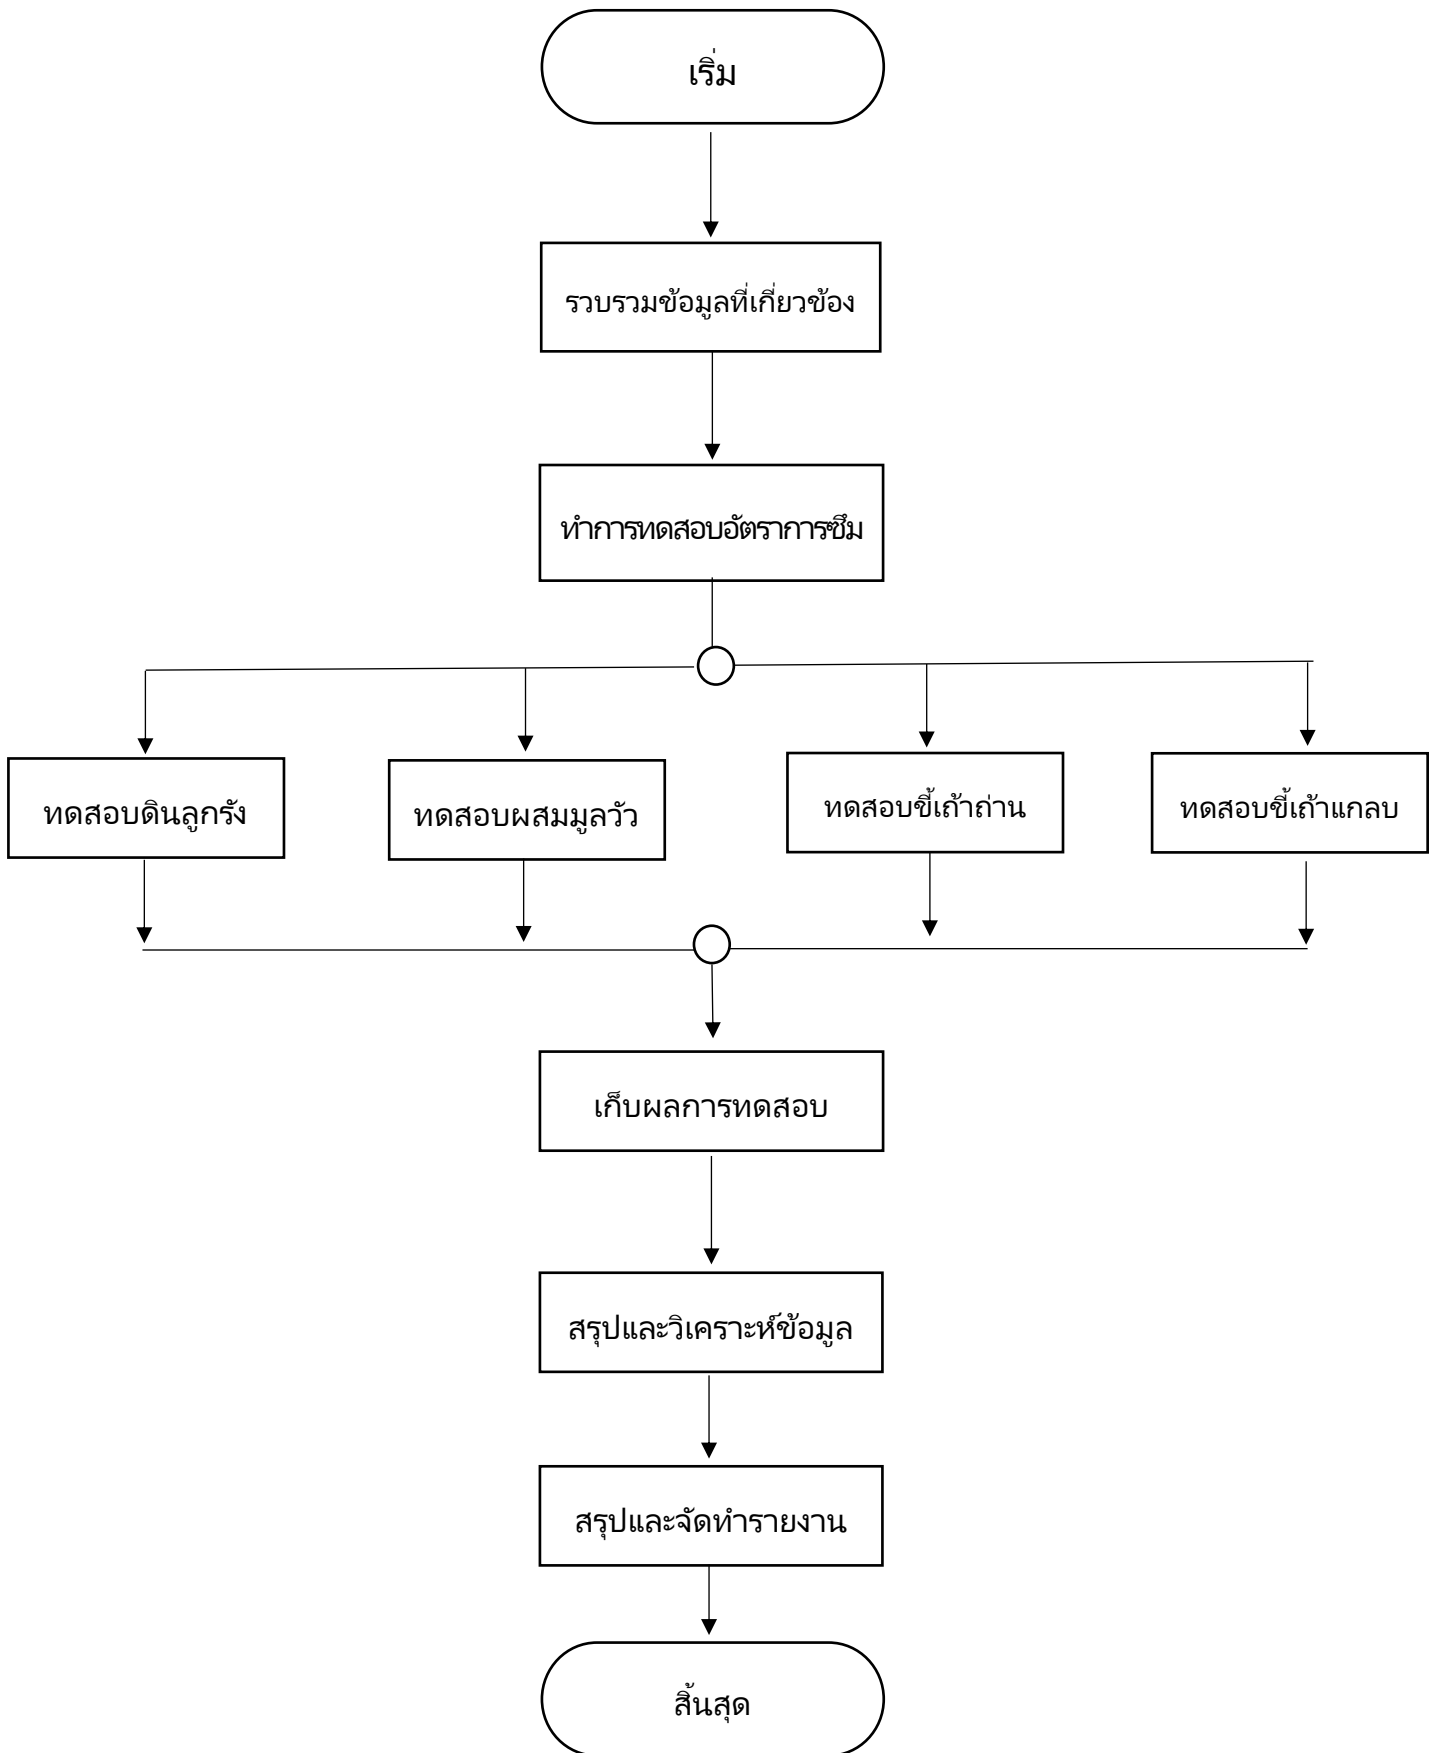 เริ่ม
รวบรวมข้อมูลที่เกี่ยวข้อง
ทำการทดสอบอัตราการซึม
ทดสอบดินลูกรัง
ทดสอบผสมมูลวัว
ทดสอบขี้เถ้าถ่าน
ทดสอบขี้เถ้าแกลบ
เก็บผลการทดสอบ
สรุปและวิเคราะห์ข้อมูล
สรุปและจัดทำรายงาน
สิ้นสุด